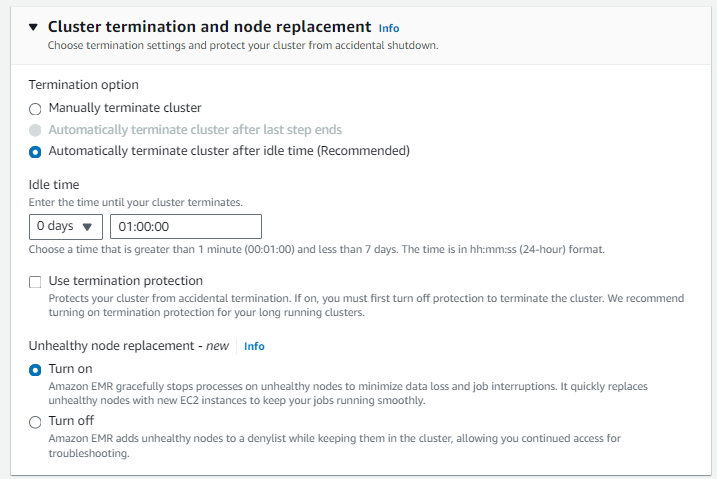 Cluster termination and node replacement Info
Choose termination settings and protect your cluster from accidental shutdown.
Termination option
Manually terminate cluster
Automatically terminate cluster after last step ends
Automatically terminate cluster after idle time (Recommended)
Idle time
Enter the time until your cluster terminates.
0 days 01:00:00
Choose a time that is greater than 1 minute (00:01:00) and less than 7 days. The time is in hh:mm:ss (24-hour) format.
Use termination protection
Protects your cluster from accidental termination. If on, you must first turn off protection to terminate the cluster. We recommend
turning on termination protection for your long running clusters.
Unhealthy node replacement - new Info
Turn on
Amazon EMR gracefully stops processes on unhealthy nodes to minimize data loss and job interruptions. It quickly replaces
unhealthy nodes with new EC2 instances to keep your jobs running smoothly.
Turn off
Amazon EMR adds unhealthy nodes to a denylist while keeping them in the cluster, allowing you continued access for
troubleshooting.